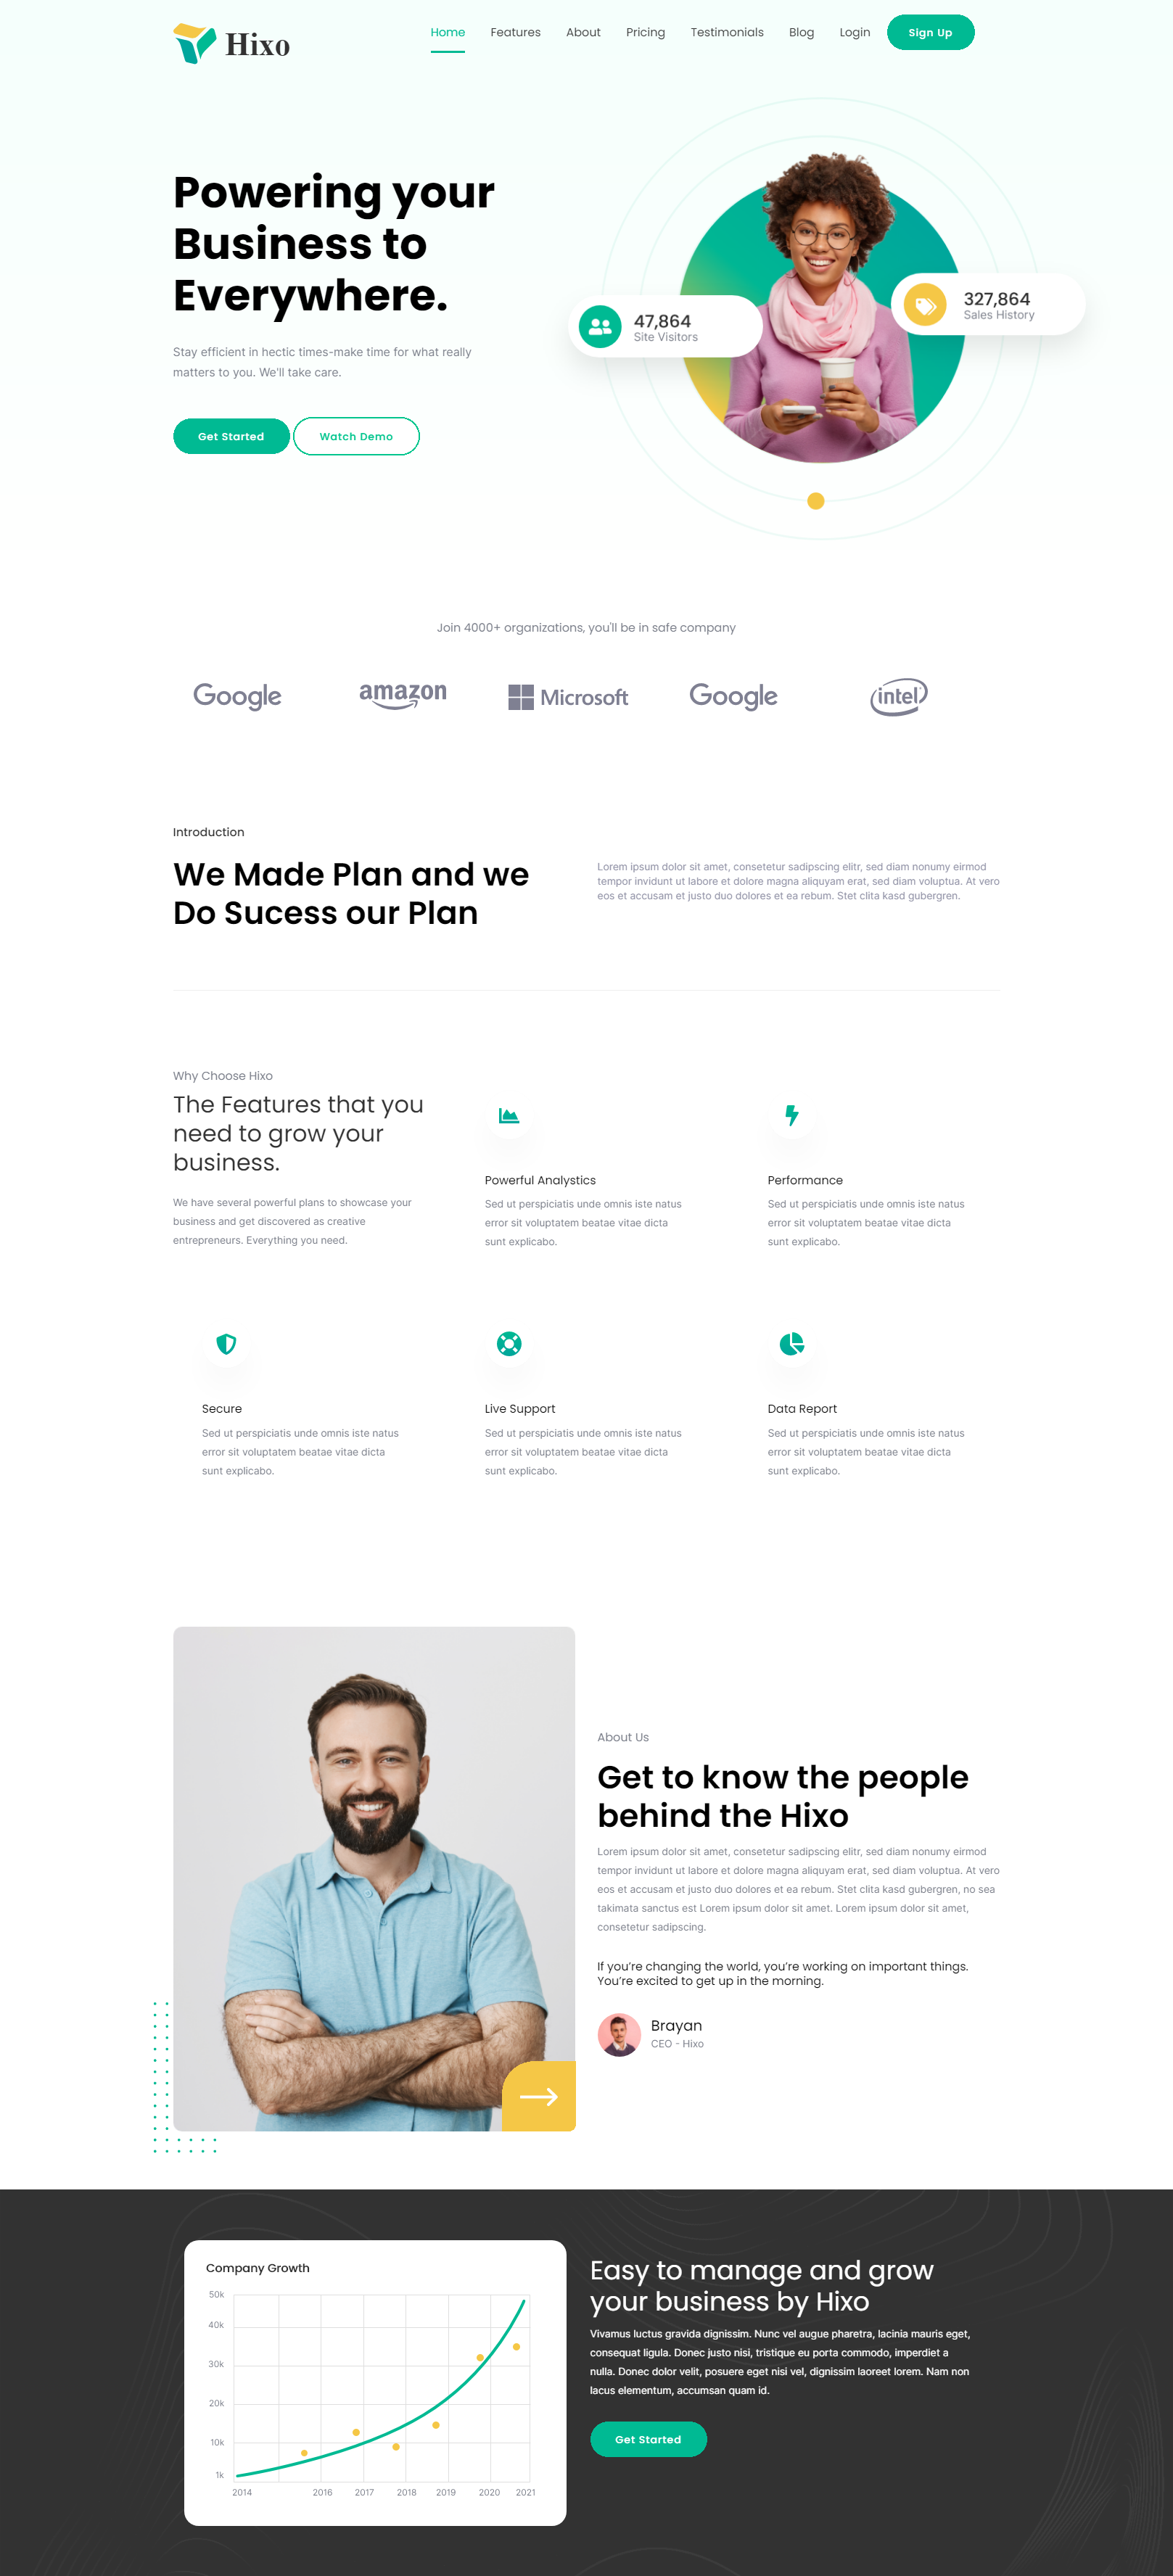 Hixo
Home Features About Pricing Testimonials Blog Login Sign Up
Powering your
Business to
Everywhere.
Stay efficient in hectic times-make time for what really
matters to you. We'll take care.
Get Started Watch Demo
47,864
Site Visitors
327,864
Sales History
Join 4000+ organizations, you'll be in safe company
Google amazon Microsoft Google intel
Introduction
We Made Plan and we
Do Sucess our Plan
Lorem ipsum dolor sit amet, consetetur sadipscing elitr, sed diam nonumy eirmod
tempor invidunt ut labore et dolore magna aliquyam erat, sed diam voluptua. At vero
eos et accusam et justo duo dolores et ea rebum. Stet clita kasd gubergren.
Why Choose Hixo
The Features that you
need to grow your
business.
We have several powerful plans to showcase your
business and get discovered as creative
entrepreneurs. Everything you need.
Powerful Analystics
Sed ut perspiciatis unde omnis iste natus
error sit voluptatem beatae vitae dicta
sunt explicabo.
Performance
Sed ut perspiciatis unde omnis iste natus
error sit voluptatem beatae vitae dicta
sunt explicabo.
Secure
Sed ut perspiciatis unde omnis iste natus
error sit voluptatem beatae vitae dicta
sunt explicabo.
Live Support
Sed ut perspiciatis unde omnis iste natus
error sit voluptatem beatae vitae dicta
sunt explicabo.
Data Report
Sed ut perspiciatis unde omnis iste natus
error sit voluptatem beatae vitae dicta
sunt explicabo.
About Us
Get to know the people
behind the Hixo
Lorem ipsum dolor sit amet, consetetur sadipscing elitr, sed diam nonumy eirmod
tempor invidunt ut labore et dolore magna aliquyam erat, sed diam voluptua. At vero
eos et accusam et justo duo dolores et ea rebum. Stet clita kasd gubergren, no sea
takimata sanctus est Lorem ipsum dolor sit amet. Lorem ipsum dolor sit amet,
consetetur sadipscing.
If you're changing the world, you're working on important things.
You're excited to get up in the morning.
Brayan
CEO - Hixo
Company Growth
50k
40k
30k
20k
10k
1k
2014 2016 2017 2018 2019 2020 2021
Easy to manage and grow
your business by Hixo
Vivamus luctus gravida dignissim. Nunc vel augue pharetra, lacinia mauris eget,
consequat ligula. Donec justo nisi, tristique eu porta commodo, imperdiet a
nulla. Donec dolor velit, posuere eget nisi vel, dignissim laoreet lorem. Nam non
lacus elementum, accumsan quam id.
Get Started